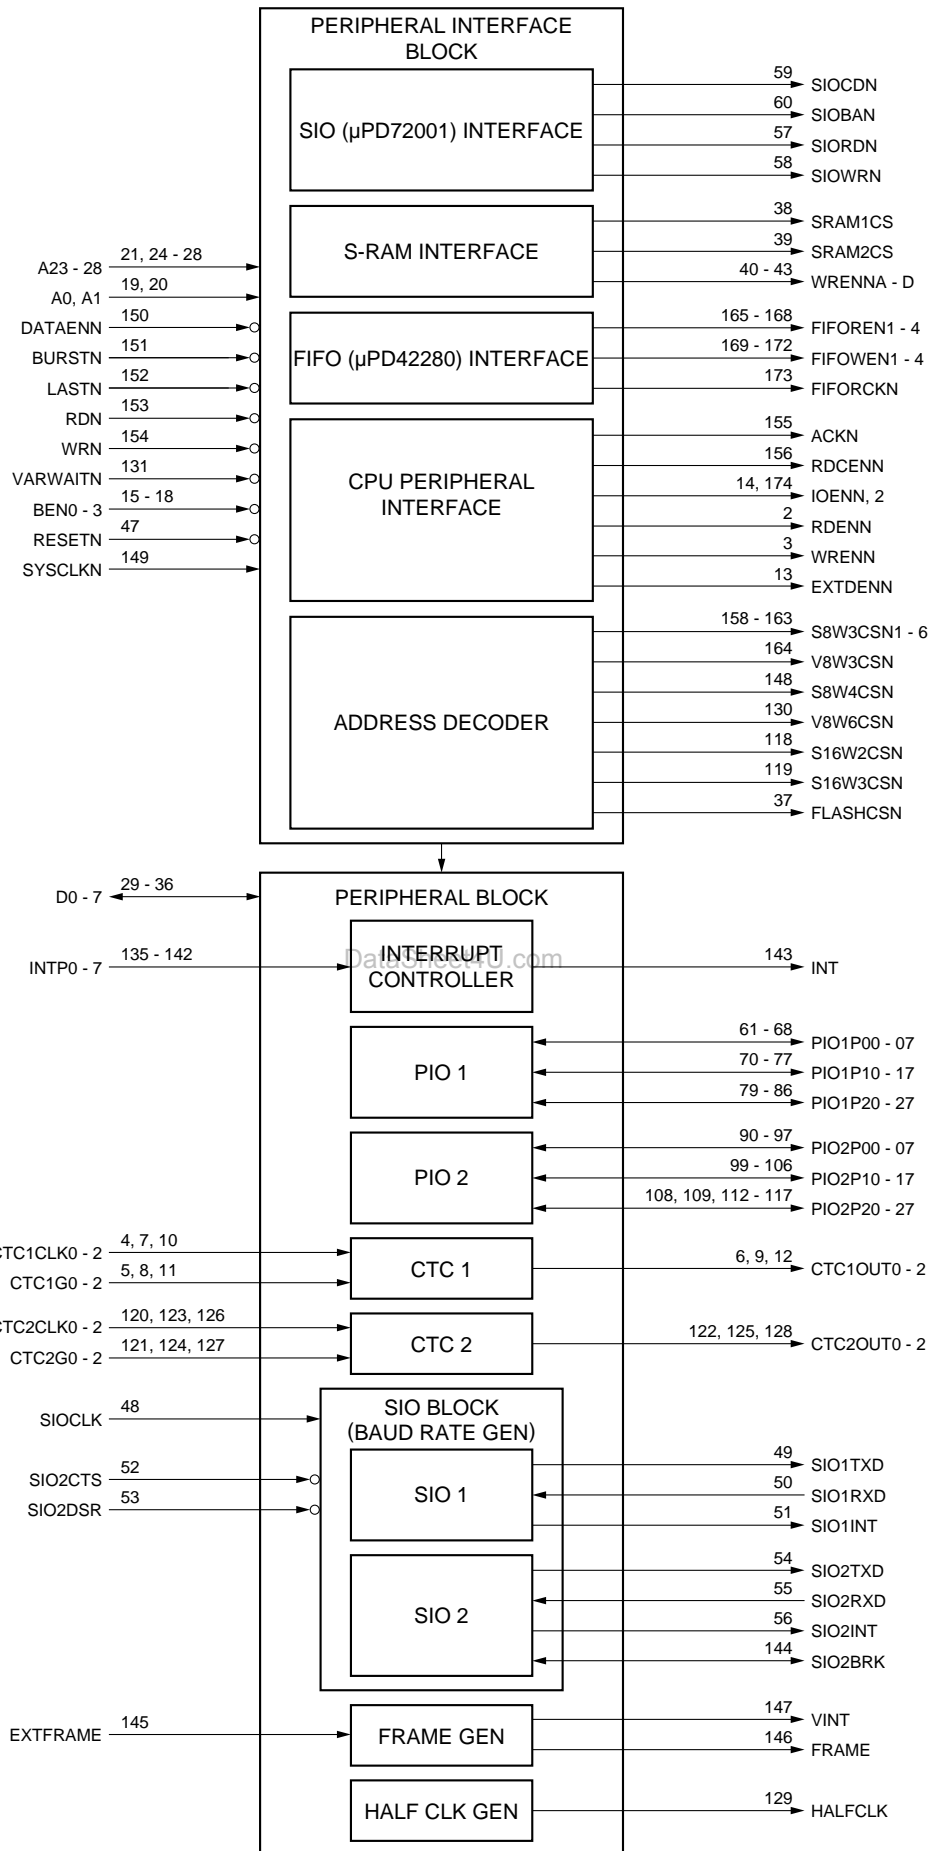 PERIPHERAL INTERFACE
BLOCK
SIO (µPD72001) INTERFACE
59 SIOCDN
60 SIOBAN
57 SIORDN
58 SIOWRN
S-RAM INTERFACE
38 SRAM1CS
39 SRAM2CS
40 - 43 WRENNA - D
A23 - 28 21, 24 - 28
A0, A1 19, 20
DATAENN 150
BURSTN 151
LASTN 152
RDN 153
WRN 154
VARWAITN 131
BEN0 - 3 15 - 18
RESETN 47
SYSCLKN 149
FIFO (µPD42280) INTERFACE
165 - 168 FIFOREN1 - 4
169 - 172 FIFOWEN1 - 4
173 FIFORCKN
CPU PERIPHERAL
INTERFACE
155 ACKN
156 RDCENN
14, 174 IOENN, 2
2 RDENN
3 WRENN
13 EXTDENN
ADDRESS DECODER
158 - 163 S8W3CSN1 - 6
164 V8W3CSN
148 S8W4CSN
130 V8W6CSN
118 S16W2CSN
119 S16W3CSN
37 FLASHCSN
PERIPHERAL BLOCK
D0 - 7 29 - 36
INTP0 - 7 135 - 142
INTERRUPT
DataSheet4U.com
CONTROLLER
143 INT
PIO 1
61 - 68 PIO1P00 - 07
70 - 77 PIO1P10 - 17
79 - 86 PIO1P20 - 27
PIO 2
90 - 97 PIO2P00 - 07
99 - 106 PIO2P10 - 17
108, 109, 112 - 117 PIO2P20 - 27
CTC1CLK0 - 2 4, 7, 10
CTC1G0 - 2 5, 8, 11
CTC 1
6, 9, 12 CTC1OUT0 - 2
CTC2CLK0 - 2 120, 123, 126
CTC2G0 - 2 121, 124, 127
CTC 2
122, 125, 128 CTC2OUT0 - 2
SIOCLK 48
SIO BLOCK
(BAUD RATE GEN)
SIO2CTS 52
SIO2DSR 53
SIO 1
49 SIO1TXD
50 SIO1RXD
51 SIO1INT
SIO 2
54 SIO2TXD
55 SIO2RXD
56 SIO2INT
144 SIO2BRK
EXTFRAME 145
FRAME GEN
147 VINT
146 FRAME
HALF CLK GEN
129 HALFCLK